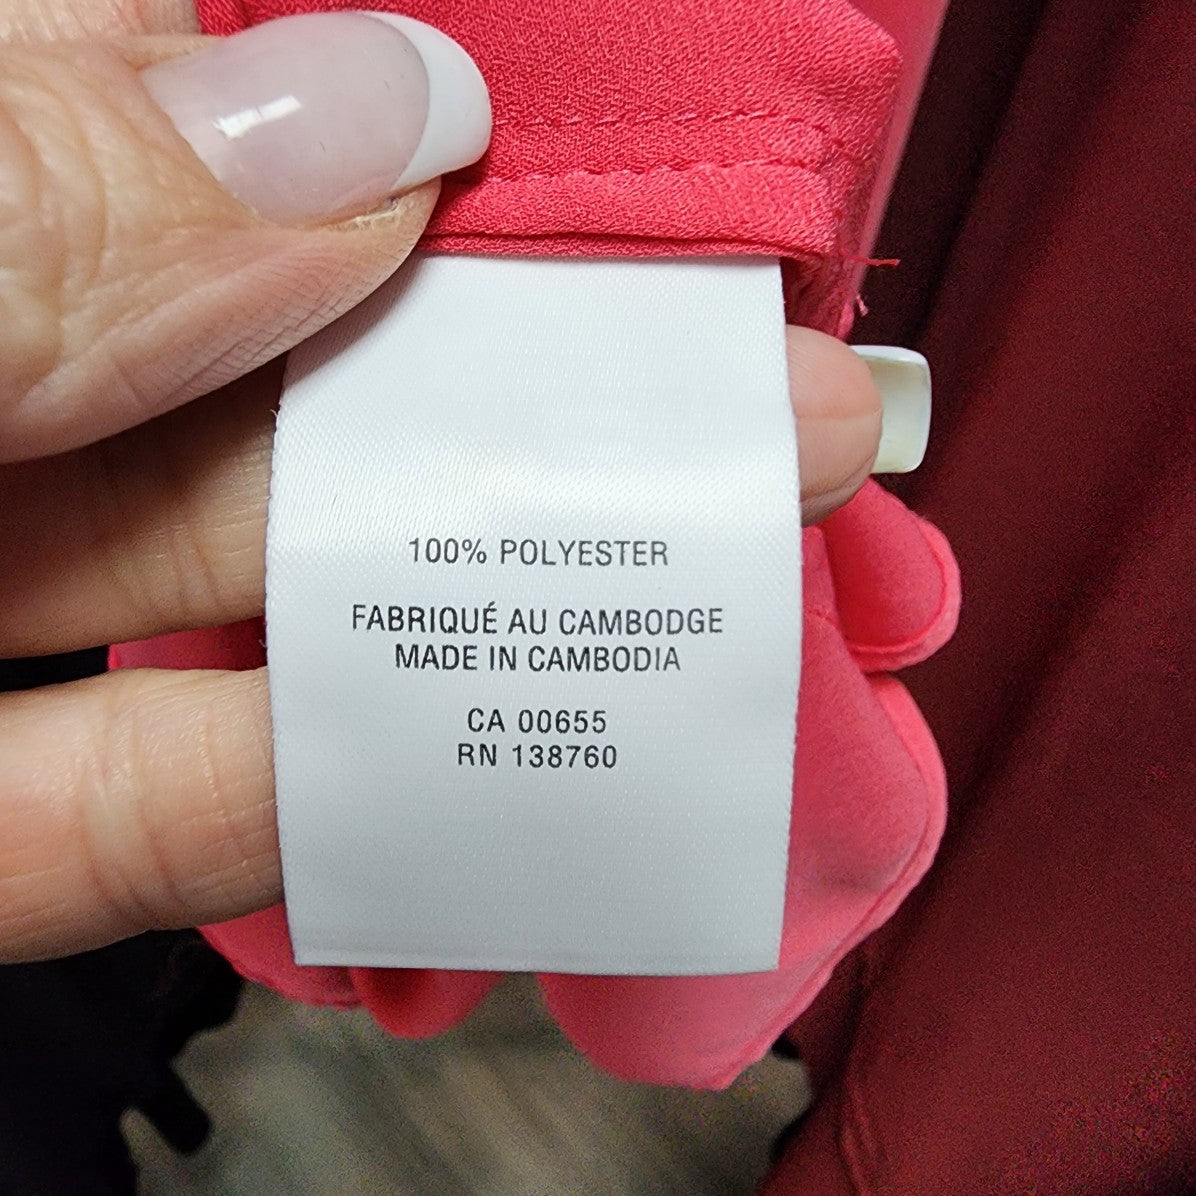 100% POLYESTER
FABRIQUÉ AU CAMBODGE
MADE IN CAMBODIA
CA 00655
RN 138760